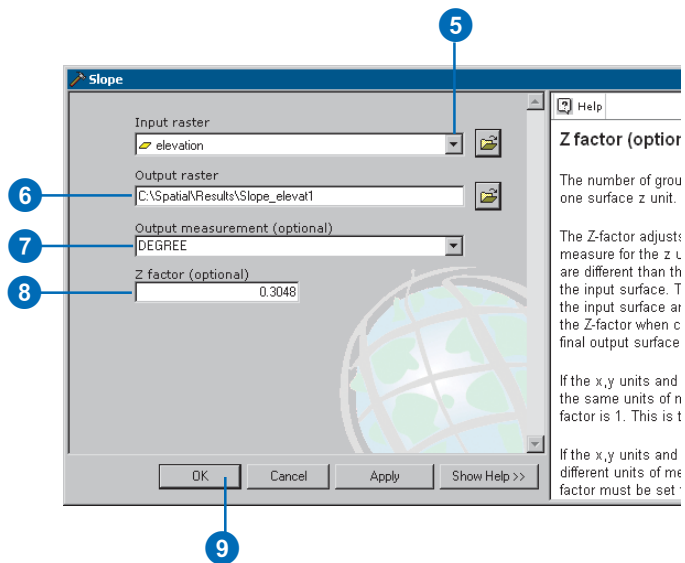 5
Slope
Input raster
elevation
Output raster
6
C:\Spatial\Results\Slope_elevat1
Output measurement (optional)
7
DEGREE
Z factor (optional)
8
0.3048
OK
Cancel
Apply
Show Help >>
9
Help
Z factor (option
The number of grou
one surface z unit.
The Z-factor adjusts
measure for the z u
are different than th
the input surface. T
the input surface ar
the Z-factor when c
final output surface
If the x,y units and
the same units of m
factor is 1. This is t
If the x,y units and
different units of me
factor must be set